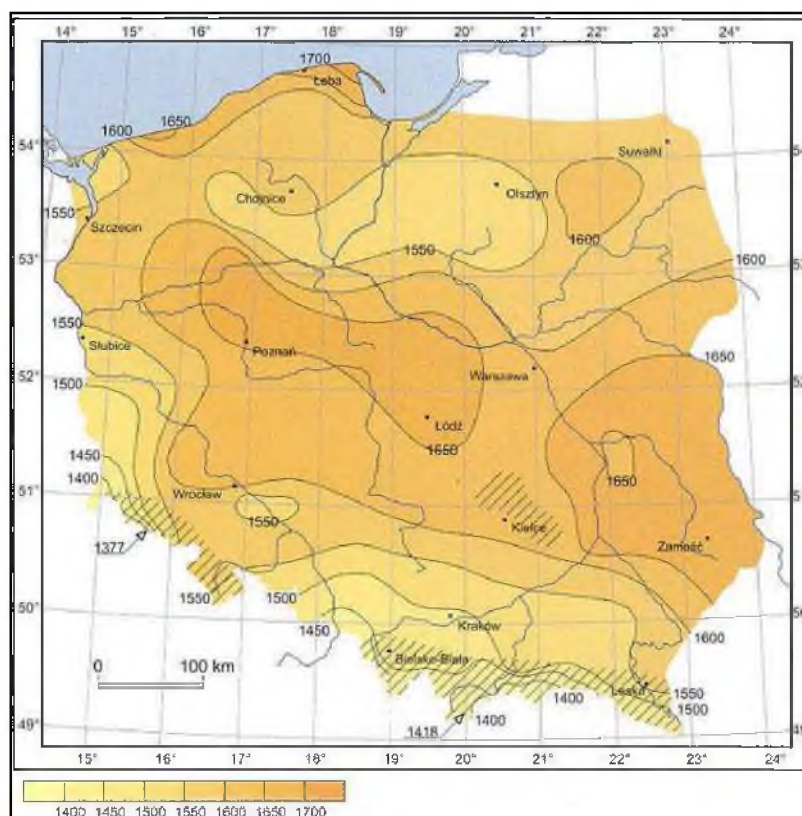 14° 15° 16° 17° 18° 19° 20° 21° 22° 23° 24°
1700
Łeba
1650
1600
54°
Suwałki
Chojnice
Olsztyn
1550
Szczecin
1550
1600
53°
1600
1550
Słubice
Poznań
Warszawa
1650
1500
52°
Łódź
1650
1450
1400
1650
51°
Wrocław
1550
Kielce
Zamość
1377
1550
1500
50°
1450
Kraków
1600
0 100 km
Bielsko-Biała
Leska
1550
1400
1500
49°
1418
1400
15° 16° 17° 18° 19° 20° 21° 22° 23° 24°
1400 1450 1500 1550 1600 1650 1700